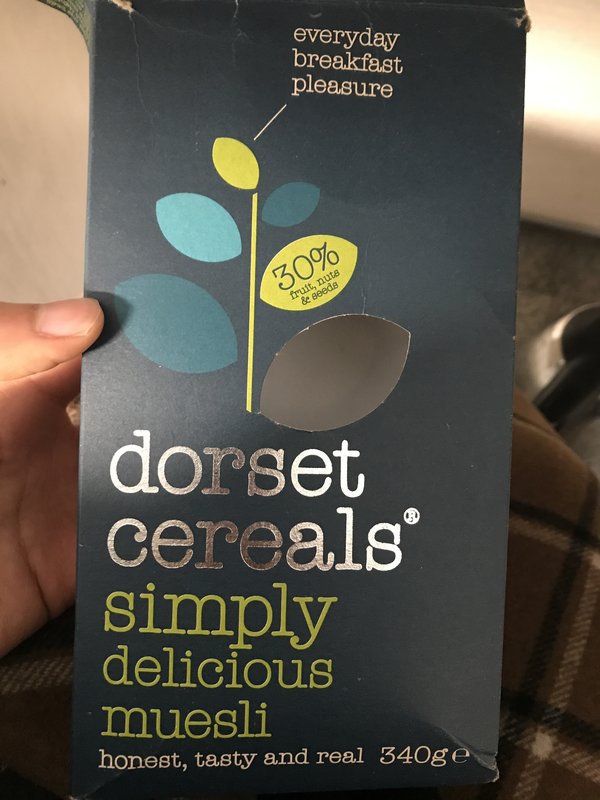 everyday
breakfast
pleasure
30%
fruit, nuts
& seeds
dorset
cereals®
simply
delicious
muesli
honest, tasty and real 340g e